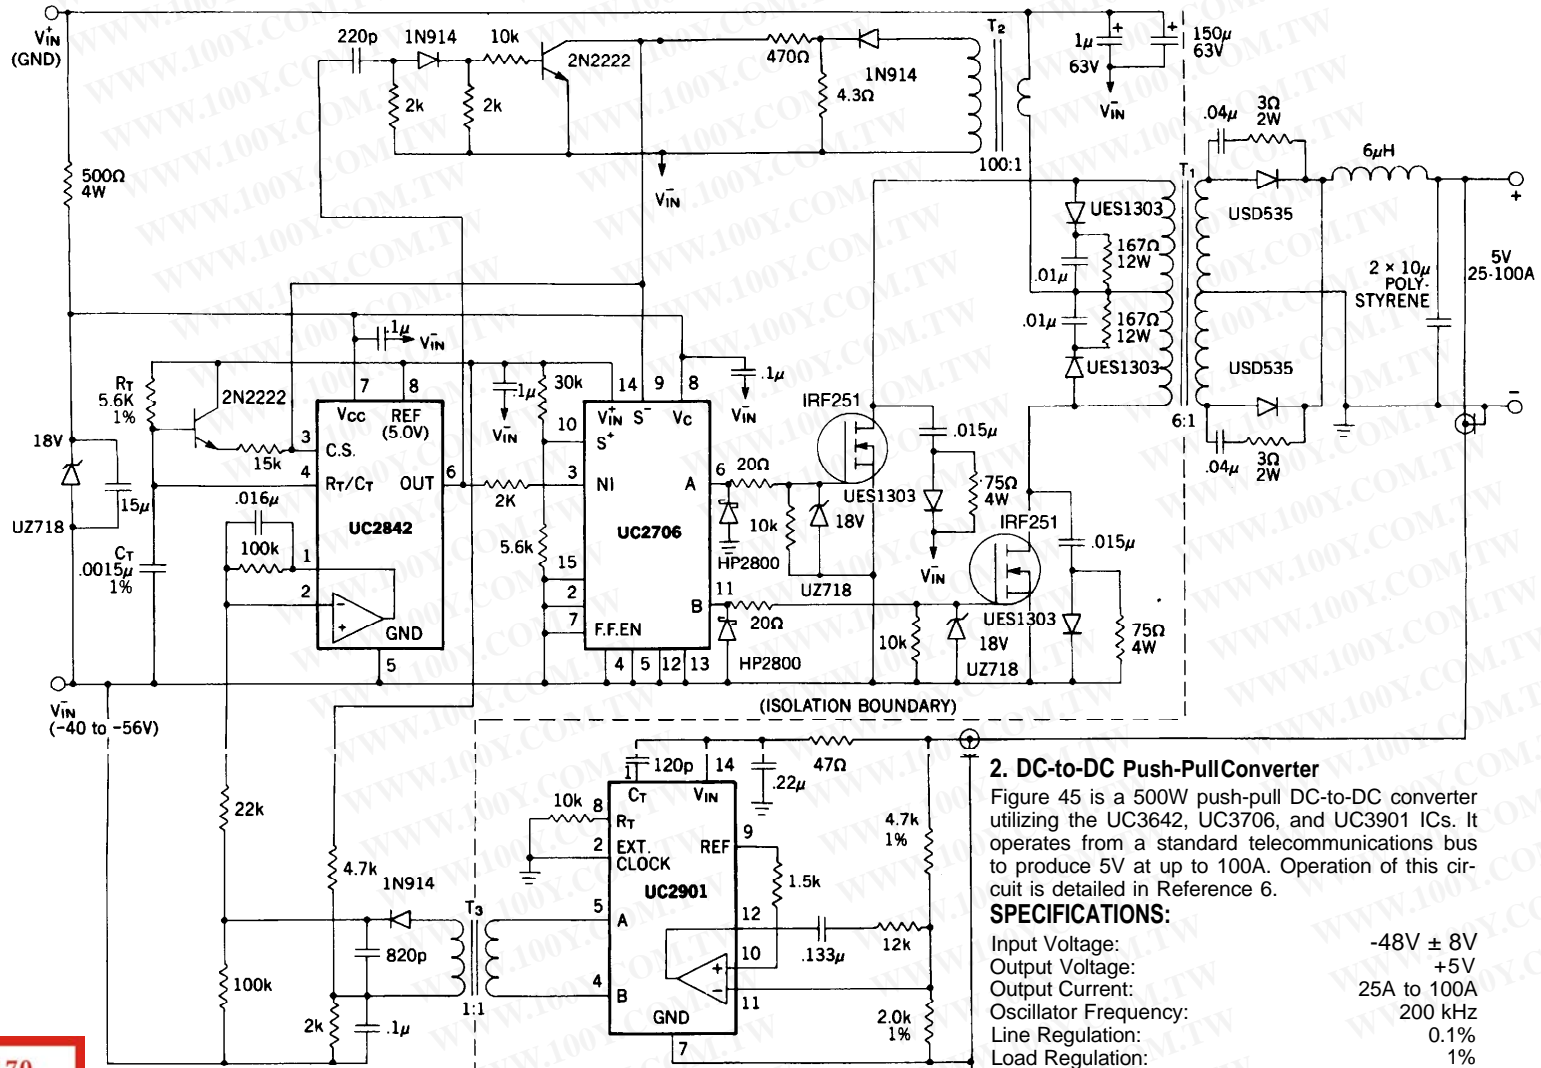 V+IN
(GND)
220p
1N914
10k
2N2222
2k
2k
470Ω
4.3Ω
1N914
T2
100:1
1µ
63V
150µ
63V
V-IN
V-IN
.04µ
3Ω
2W
6µH
T1
USD535
+
5V
25-100A
2 × 10µ
POLY-
STYRENE
UES1303
167Ω
12W
.01µ
.01µ
167Ω
12W
UES1303
6:1
USD535
.04µ
3Ω
2W
−
500Ω
4W
.1µ
V-IN
RT
5.6K
1%
2N2222
15k
18V
UZ718
15µ
CT
.0015µ
1%
.016µ
100k
7
8
VCC
REF
(5.0V)
3
C.S.
4
RT/CT
OUT
6
UC2842
1
2
GND
5
.1µ
V-IN
30k
5.6k
2K
14
9
8
V+IN
S-
VC
10
S+
3
NI
A
6
UC2706
15
2
7
F.F.EN
B
11
4
5
12
13
.1µ
V-IN
20Ω
20Ω
HP2800
HP2800
10k
18V
UZ718
IRF251
.015µ
UES1303
75Ω
4W
V-IN
IRF251
.015µ
UES1303
75Ω
4W
10k
18V
UZ718
V-IN
(-40 to -56V)
(ISOLATION BOUNDARY)
22k
4.7k
1N914
T3
820p
100k
2k
.1µ
1:1
120p
1
14
CT
VIN
.22µ
47Ω
10k
8
RT
2
EXT.
CLOCK
REF
9
1.5k
4.7k
1%
UC2901
5
A
12
.133µ
12k
10
11
4
B
GND
7
2.0k
1%
2. DC-to-DC Push-Pull Converter
Figure 45 is a 500W push-pull DC-to-DC converter
utilizing the UC3642, UC3706, and UC3901 ICs. It
operates from a standard telecommunications bus
to produce 5V at up to 100A. Operation of this cir-
cuit is detailed in Reference 6.
SPECIFICATIONS:
Input Voltage: -48V ± 8V
Output Voltage: +5V
Output Current: 25A to 100A
Oscillator Frequency: 200 kHz
Line Regulation: 0.1%
Load Regulation: 1%
WWW.100Y.COM.TW